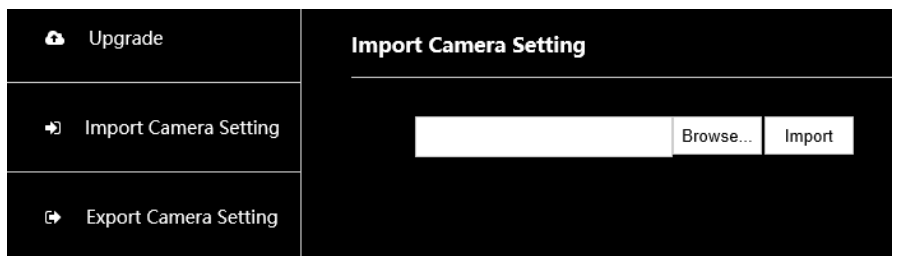 Upgrade
Import Camera Setting
Export Camera Setting
Import Camera Setting
Browse... Import